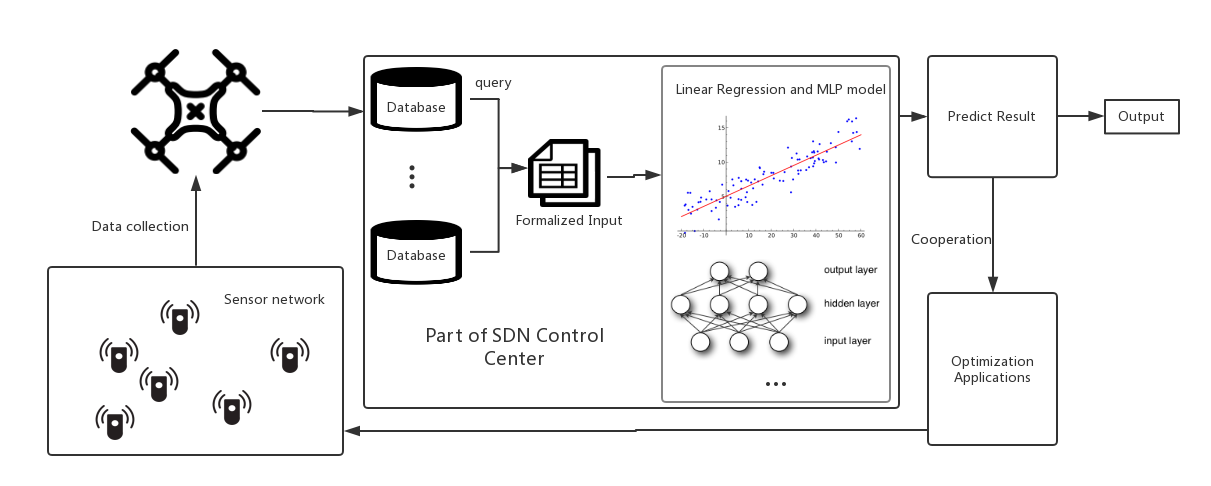 query
Database
Linear Regression and MLP model
15
10
5
-20 -10 10 20 30 40 50 60
Predict Result
Output
Formalized Input
Data collection
Database
Cooperation
output layer
hidden layer
input layer
Sensor network
Part of SDN Control
Center
Optimization
Applications